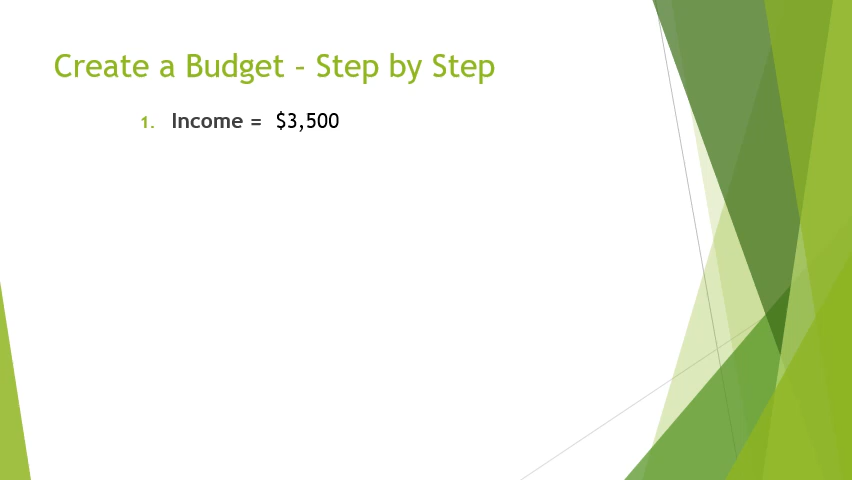 Create a Budget – Step by Step
1. Income = $3,500